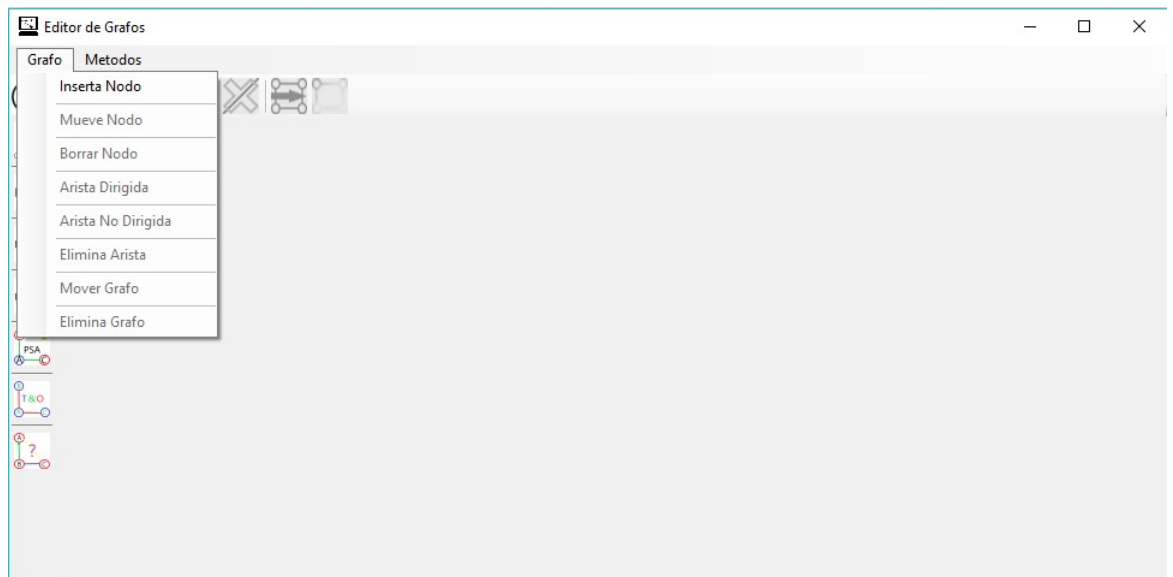 Editor de Grafos
Grafo Metodos
Inserta Nodo
Mueve Nodo
Borrar Nodo
Arista Dirigida
Arista No Dirigida
Elimina Arista
Mover Grafo
Elimina Grafo
PSA
A C
T&O
A
?
B C